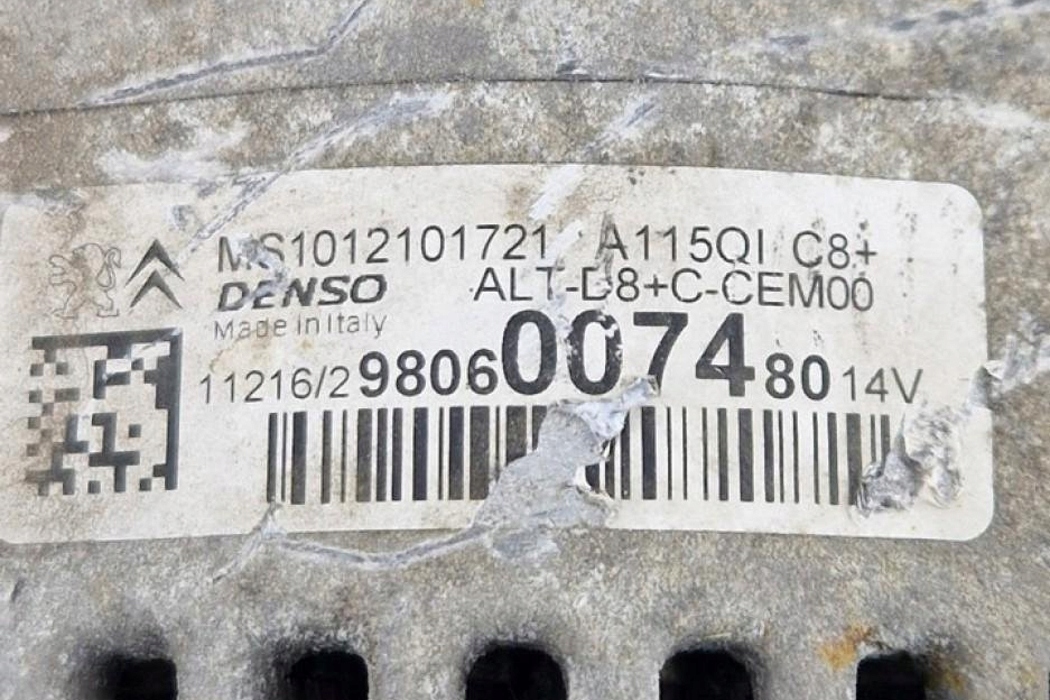 MS1012101721 A115QI C8+
DENSO ALT-D8+C-CEM00
Made in Italy
11216/2 9806007480 14V